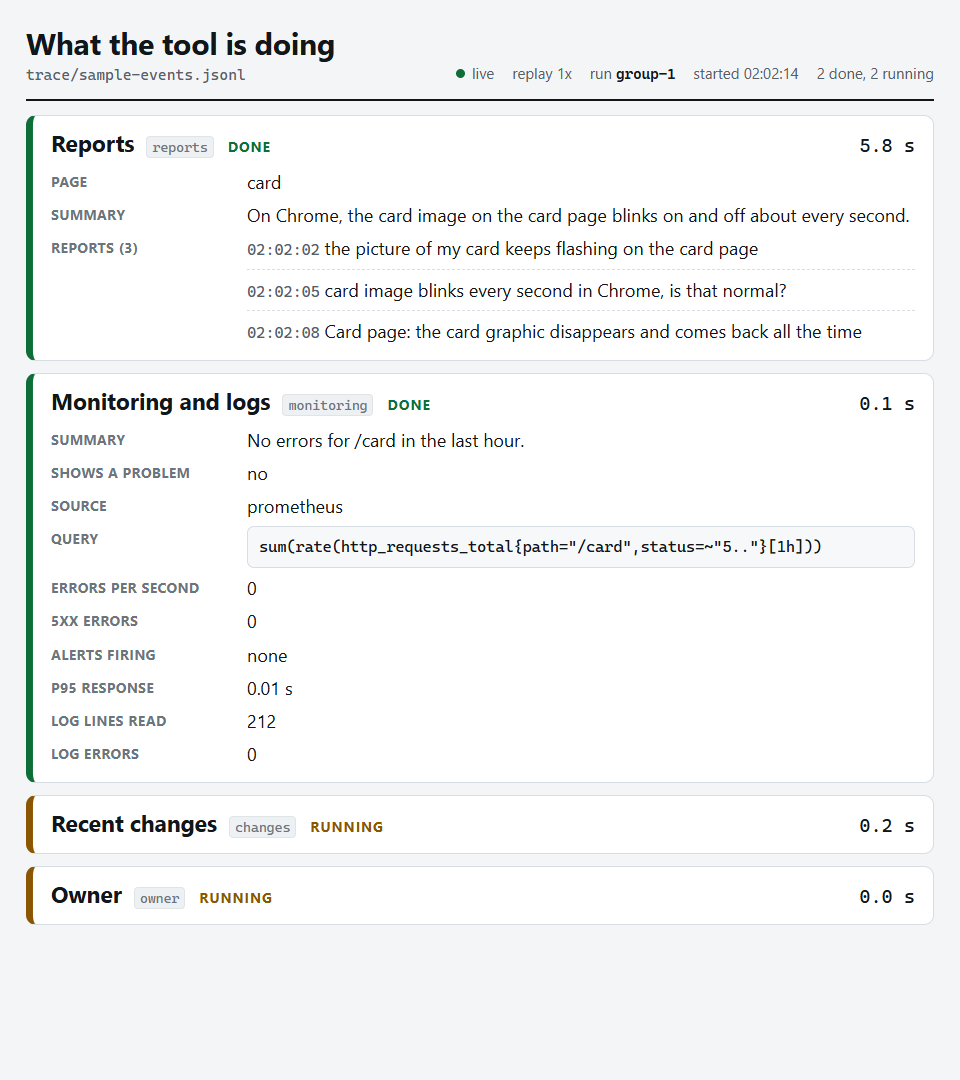 What the tool is doing
trace/sample-events.jsonl
live replay 1x run group-1 started 02:02:14 2 done, 2 running
Reports reports DONE 5.8 s
PAGE card
SUMMARY On Chrome, the card image on the card page blinks on and off about every second.
REPORTS (3) 02:02:02 the picture of my card keeps flashing on the card page
02:02:05 card image blinks every second in Chrome, is that normal?
02:02:08 Card page: the card graphic disappears and comes back all the time
Monitoring and logs monitoring DONE 0.1 s
SUMMARY No errors for /card in the last hour.
SHOWS A PROBLEM no
SOURCE prometheus
QUERY sum(rate(http_requests_total{path="/card",status=~"5.."}[1h]))
ERRORS PER SECOND 0
5XX ERRORS 0
ALERTS FIRING none
P95 RESPONSE 0.01 s
LOG LINES READ 212
LOG ERRORS 0
Recent changes changes RUNNING 0.2 s
Owner owner RUNNING 0.0 s